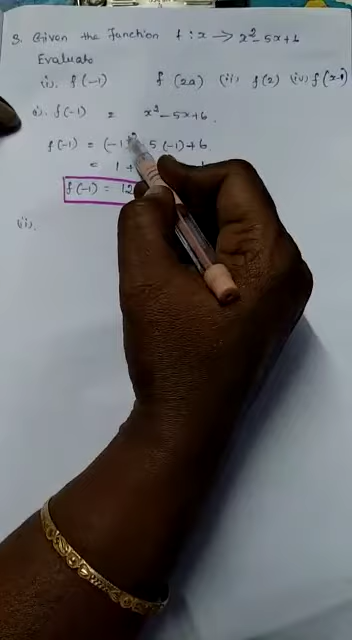 3. Given the function f : x → x² - 5x + 6
Evaluate
(i). f(-1) f(2a) (ii) f(2) (iv) f(x-1)
i). f(-1) = x² - 5x + 6.
f(-1) = (-1)² 5(-1) + 6
= 1 +
f(-1) = 12
(ii).